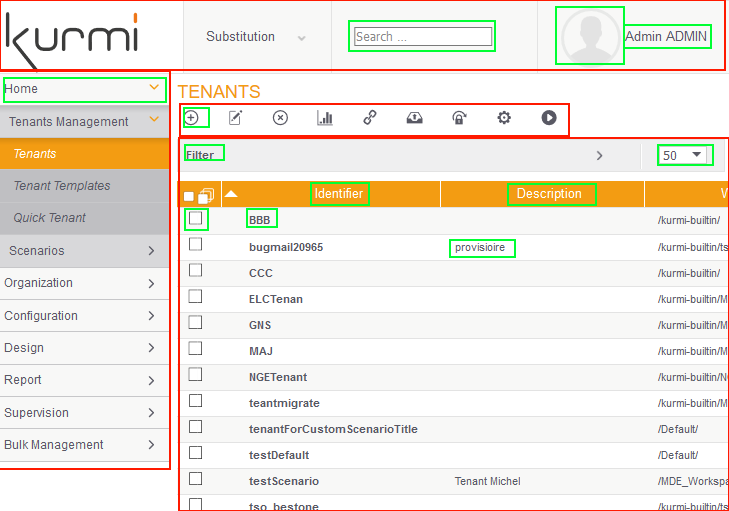 kurmi
Substitution
Search ...
Admin ADMIN
Home
Tenants Management
Tenants
Tenant Templates
Quick Tenant
Scenarios
Organization
Configuration
Design
Report
Supervision
Bulk Management
TENANTS
Filter
50
Identifier Description W
BBB /kurmi-builtin/
bugmail20965 provisioire /kurmi-builtin/ts
CCC /kurmi-builtin/
ELCTenan /kurmi-builtin/M
GNS /kurmi-builtin/M
MAJ /kurmi-builtin/M
NGETenant /kurmi-builtin/N
teantmigrate /kurmi-builtin/M
tenantForCustomScenarioTitle /Default/
testDefault /Default/
testScenario Tenant Michel /MDE_Workspa
tso_bestone /kurmi-builtin/ts